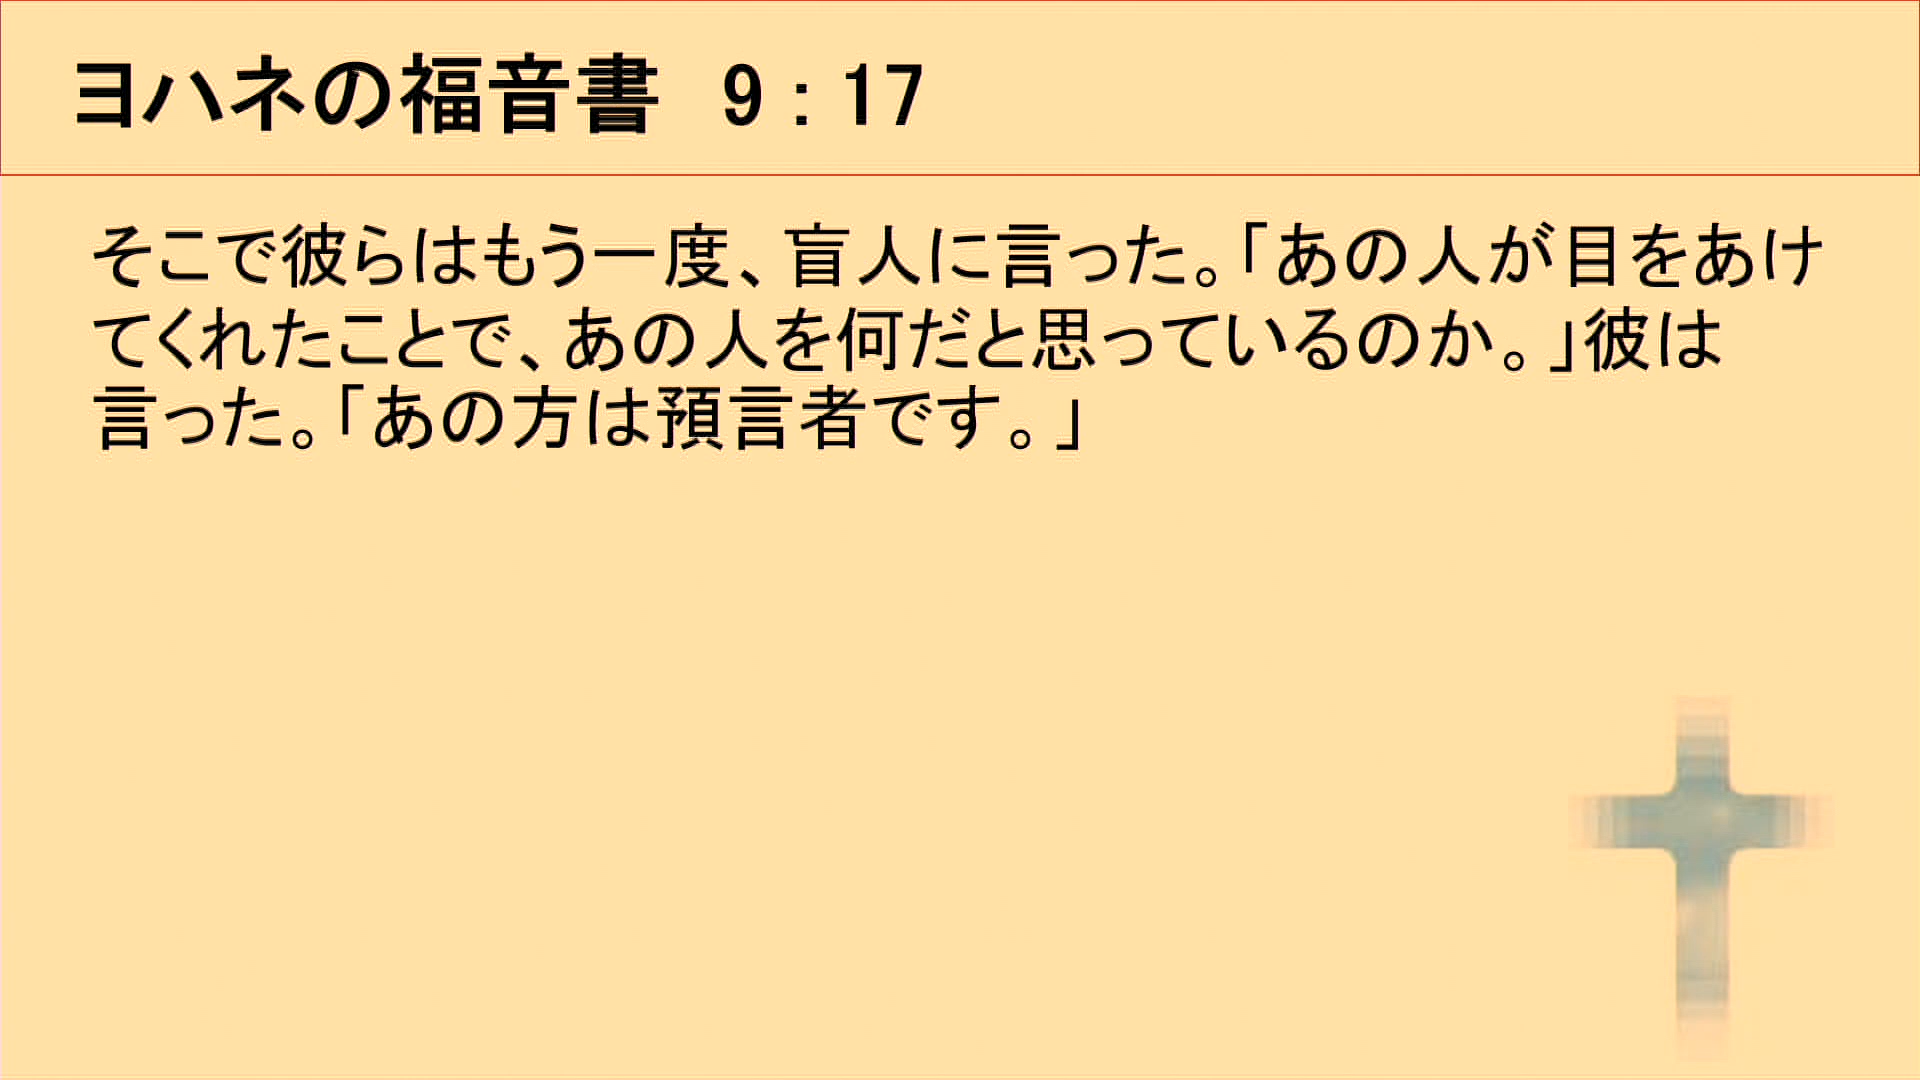 ヨハネの福音書　9：17
そこで彼らはもう一度、盲人に言った。「あの人が目をあけ
てくれたことで、あの人を何だと思っているのか。」彼は
言った。「あの方は預言者です。」